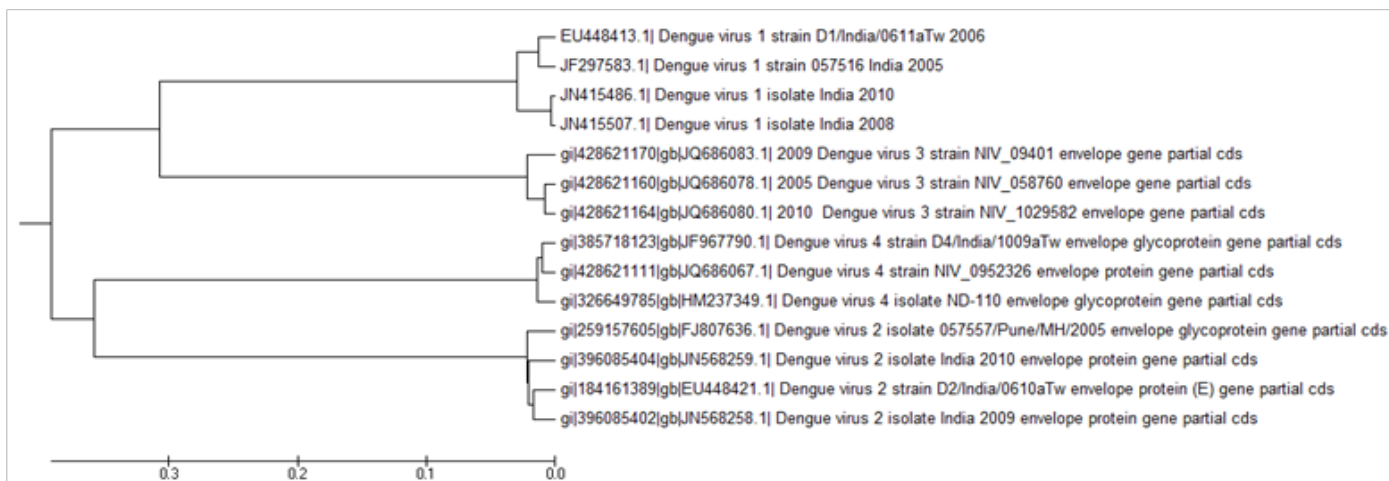 EU448413.1| Dengue virus 1 strain D1/India/0611aTw 2006
JF297583.1| Dengue virus 1 strain 057516 India 2005
JN415486.1| Dengue virus 1 isolate India 2010
JN415507.1| Dengue virus 1 isolate India 2008
gi|428621170|gb|JQ686083.1| 2009 Dengue virus 3 strain NIV_09401 envelope gene partial cds
gi|428621160|gb|JQ686078.1| 2005 Dengue virus 3 strain NIV_058760 envelope gene partial cds
gi|428621164|gb|JQ686080.1| 2010 Dengue virus 3 strain NIV_1029582 envelope gene partial cds
gi|385718123|gb|JF967790.1| Dengue virus 4 strain D4/India/1009aTw envelope glycoprotein gene partial cds
gi|428621111|gb|JQ686067.1| Dengue virus 4 strain NIV_0952326 envelope protein gene partial cds
gi|326649785|gb|HM237349.1| Dengue virus 4 isolate ND-110 envelope glycoprotein gene partial cds
gi|259157605|gb|FJ807636.1| Dengue virus 2 isolate 057557/Pune/MH/2005 envelope glycoprotein gene partial cds
gi|396085404|gb|JN568259.1| Dengue virus 2 isolate India 2010 envelope protein gene partial cds
gi|184161389|gb|EU448421.1| Dengue virus 2 strain D2/India/0610aTw envelope protein (E) gene partial cds
gi|396085402|gb|JN568258.1| Dengue virus 2 isolate India 2009 envelope protein gene partial cds
0.3 0.2 0.1 0.0